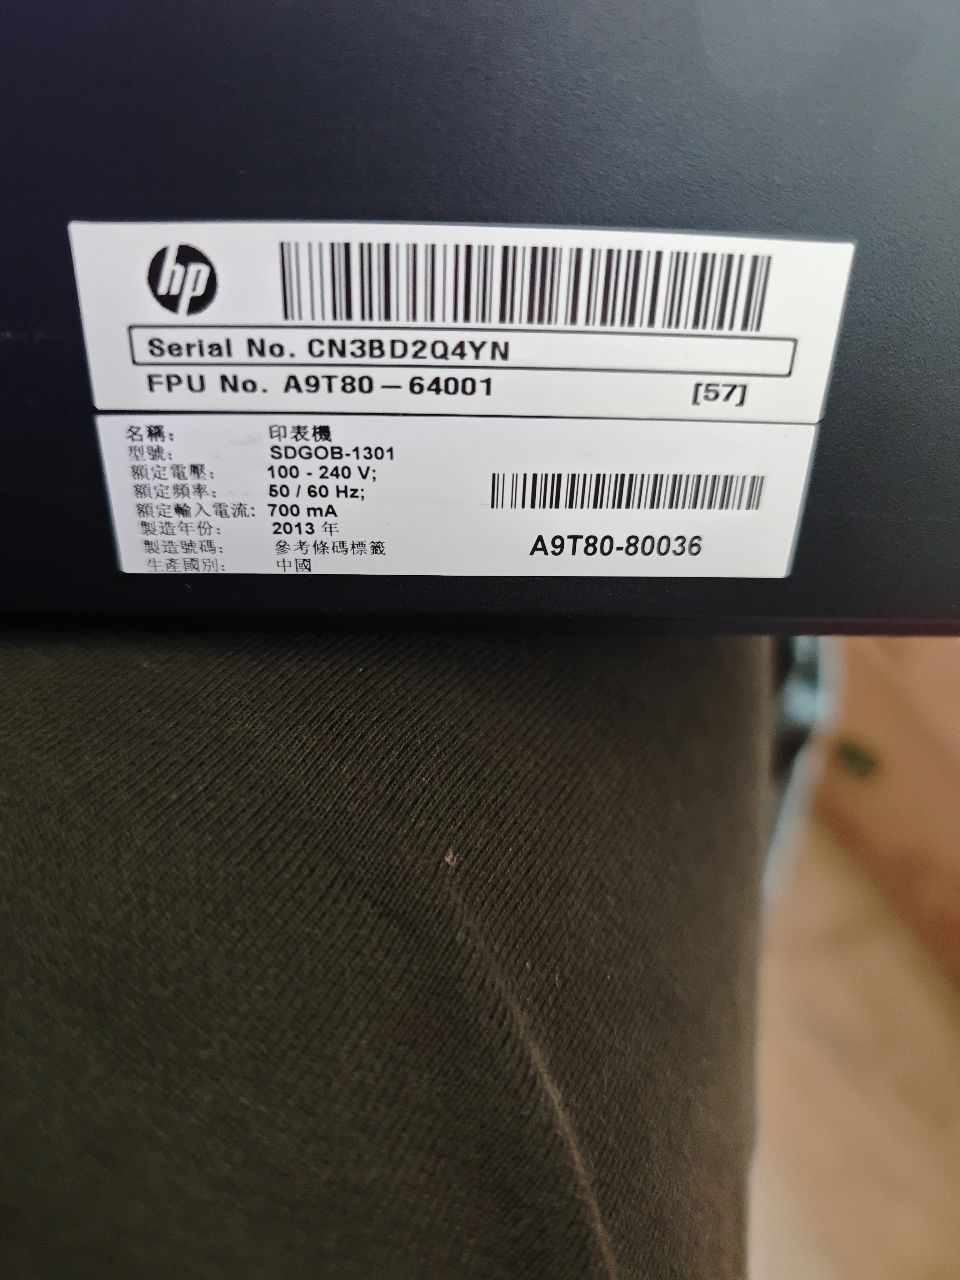 hp
Serial No. CN3BD2Q4YN
FPU No. A9T80-64001 [57]
名稱: 印表機
型號: SDGOB-1301
額定電壓: 100 - 240 V;
額定頻率: 50 / 60 Hz;
額定輸入電流: 700 mA
製造年份: 2013 年
製造號碼: 參考條碼標籤
生產國別: 中國
A9T80-80036